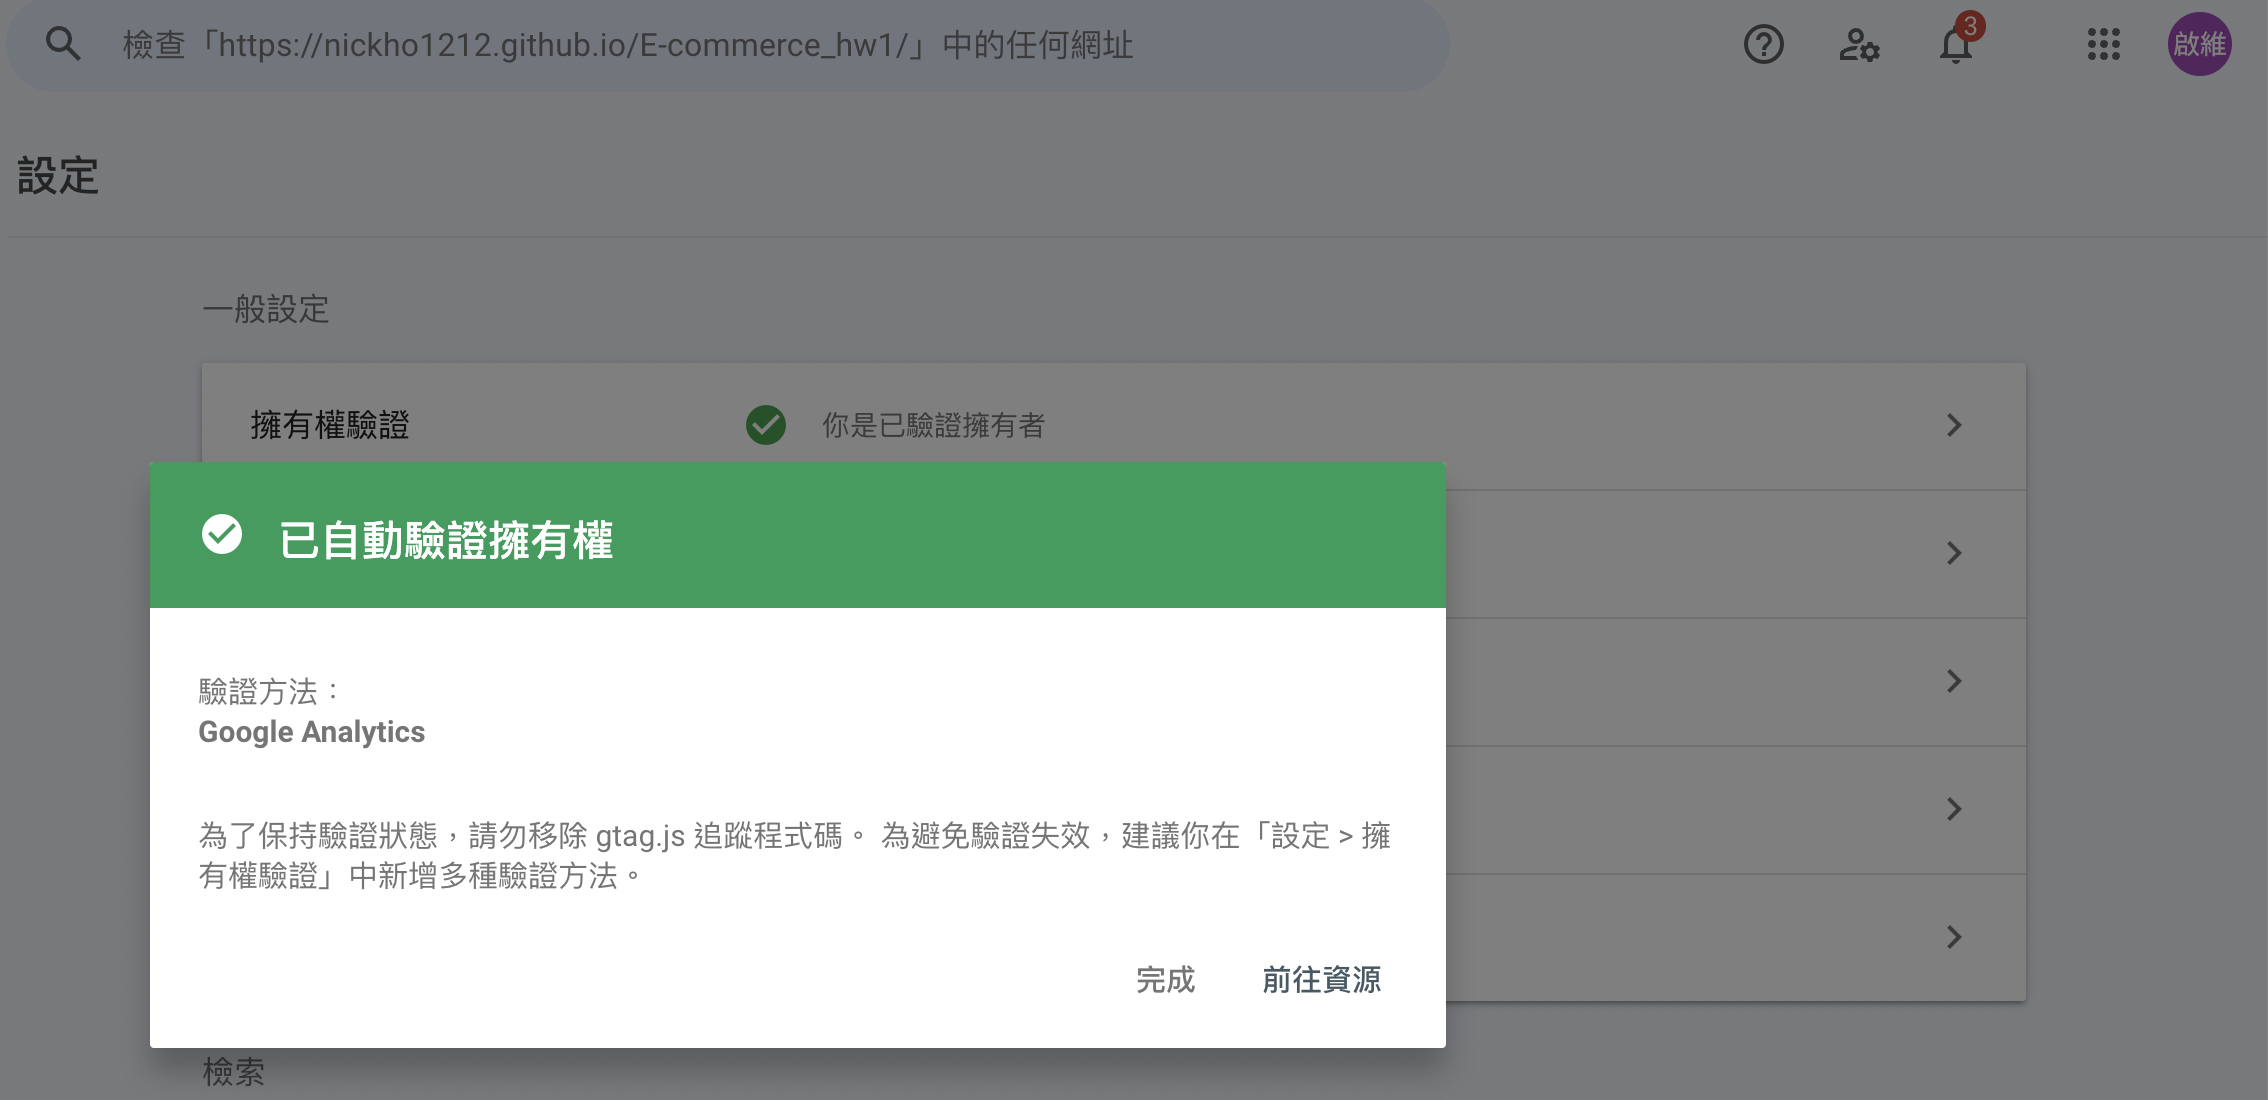 檢查「https://nickho1212.github.io/E-commerce_hw1/」中的任何網址
3
啟維
設定
一般設定
擁有權驗證
你是已驗證擁有者
已自動驗證擁有權
驗證方法：
Google Analytics
為了保持驗證狀態，請勿移除 gtag.js 追蹤程式碼。 為避免驗證失效，建議你在「設定 > 擁
有權驗證」中新增多種驗證方法。
完成
前往資源
檢索